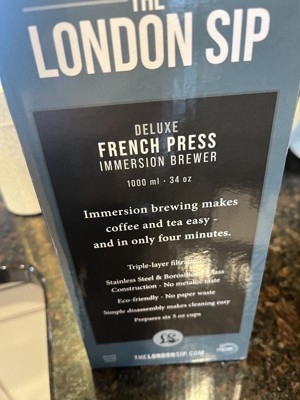 THE
LONDON SIP
DELUXE
FRENCH PRESS
IMMERSION BREWER
1000 ml · 34 oz
Immersion brewing makes
coffee and tea easy -
and in only four minutes.
Triple-layer
Stainless Steel & Glass
Construction - No metallic taste
Eco-friendly - No paper waste
Simple disassembly makes cleaning easy
Prepares six 5 oz cups
LS
THELONDONSIP.COM